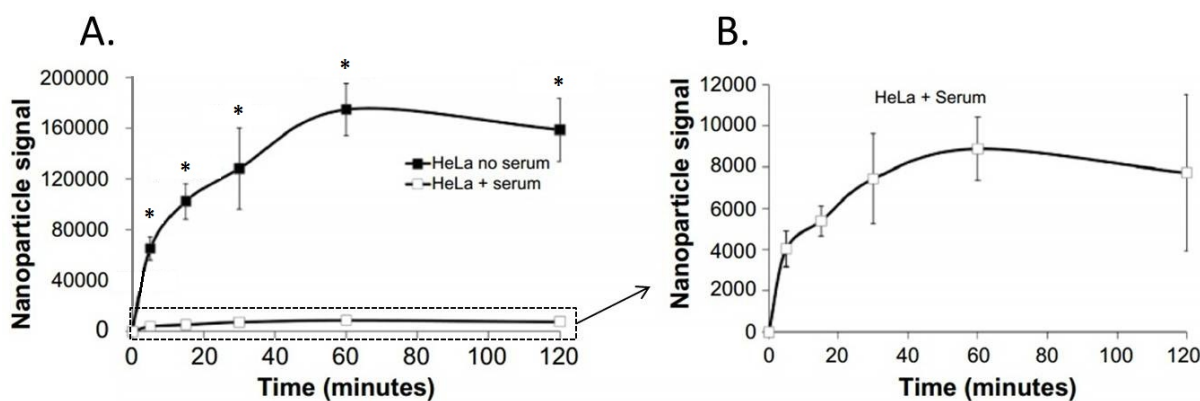 A.
Nanoparticle signal
200000
160000
120000
80000
40000
0
*
*
*
*
*
HeLa no serum
HeLa + serum
0 20 40 60 80 100 120
Time (minutes)
B.
Nanoparticle signal
12000
10000
8000
6000
4000
2000
0
HeLa + Serum
0 20 40 60 80 100 120
Time (minutes)